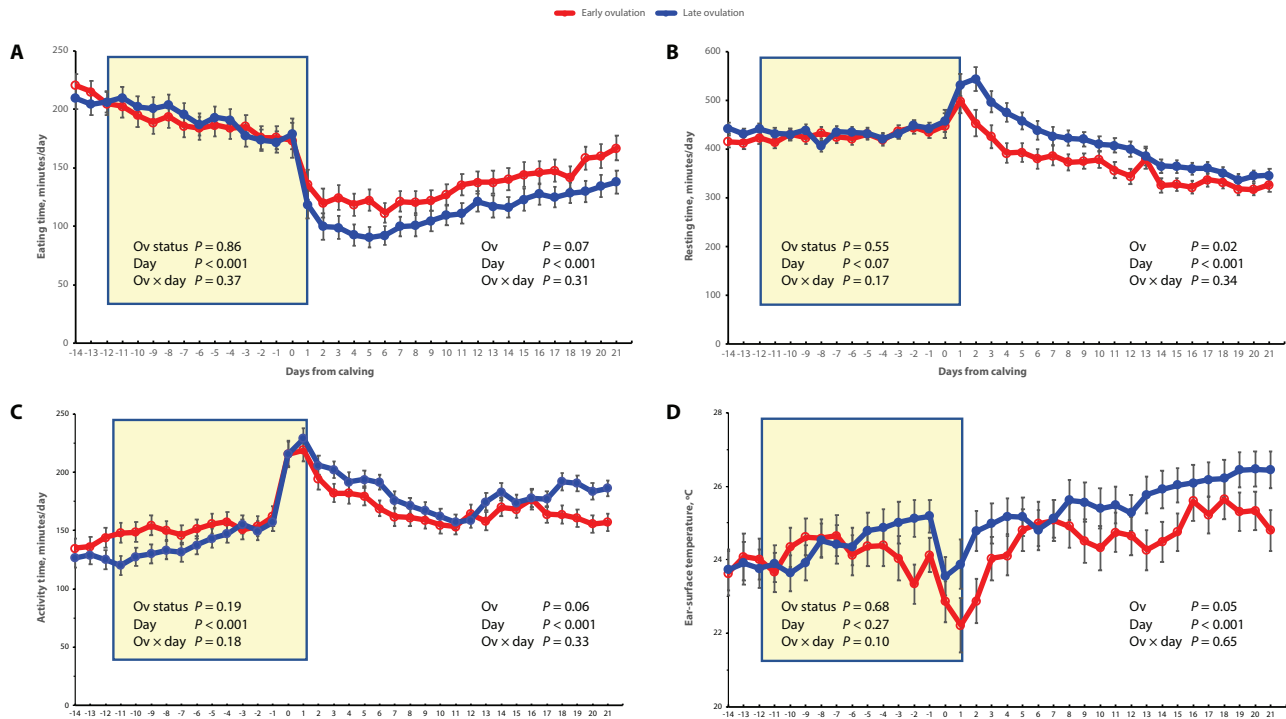 Early ovulation Late ovulation
A
250
200
150
100
50
0
Eating time, minutes/day
Ov status P = 0.86
Day P < 0.001
Ov × day P = 0.37
Ov P = 0.07
Day P < 0.001
Ov × day P = 0.31
-14 -13 -12 -11 -10 -9 -8 -7 -6 -5 -4 -3 -2 -1 0 1 2 3 4 5 6 7 8 9 10 11 12 13 14 15 16 17 18 19 20 21
Days from calving
B
600
500
400
300
200
100
0
Resting time, minutes/day
Ov status P = 0.55
Day P < 0.07
Ov × day P = 0.17
Ov P = 0.02
Day P < 0.001
Ov × day P = 0.34
-14 -13 -12 -11 -10 -9 -8 -7 -6 -5 -4 -3 -2 -1 0 1 2 3 4 5 6 7 8 9 10 11 12 13 14 15 16 17 18 19 20 21
Days from calving
C
250
200
150
100
50
0
Activity time, minutes/day
Ov status P = 0.19
Day P < 0.001
Ov × day P = 0.18
Ov P = 0.06
Day P < 0.001
Ov × day P = 0.33
-14 -13 -12 -11 -10 -9 -8 -7 -6 -5 -4 -3 -2 -1 0 1 2 3 4 5 6 7 8 9 10 11 12 13 14 15 16 17 18 19 20 21
D
28
26
24
22
20
Ear-surface temperature, °C
Ov status P = 0.68
Day P < 0.27
Ov × day P = 0.10
Ov P = 0.05
Day P < 0.001
Ov × day P = 0.65
-14 -13 -12 -11 -10 -9 -8 -7 -6 -5 -4 -3 -2 -1 0 1 2 3 4 5 6 7 8 9 10 11 12 13 14 15 16 17 18 19 20 21